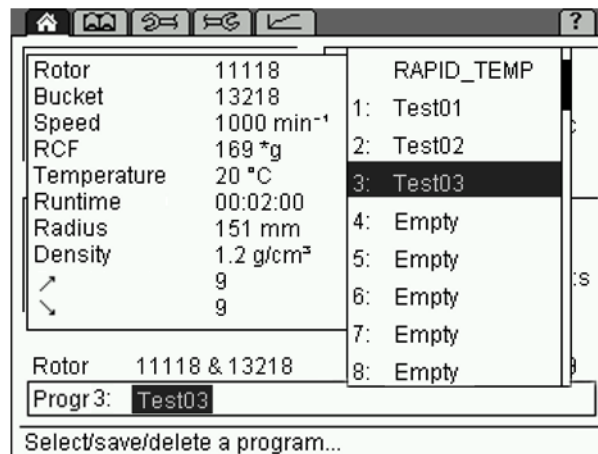 ?
Rotor 11118
Bucket 13218
Speed 1000 min⁻¹
RCF 169 *g
Temperature 20 °C
Runtime 00:02:00
Radius 151 mm
Density 1.2 g/cm³
↗ 9
↘ 9
RAPID_TEMP
1: Test01
2: Test02
3: Test03
4: Empty
5: Empty
6: Empty
7: Empty
8: Empty
Rotor 11118 & 13218
Progr 3: Test03
Select/save/delete a program...